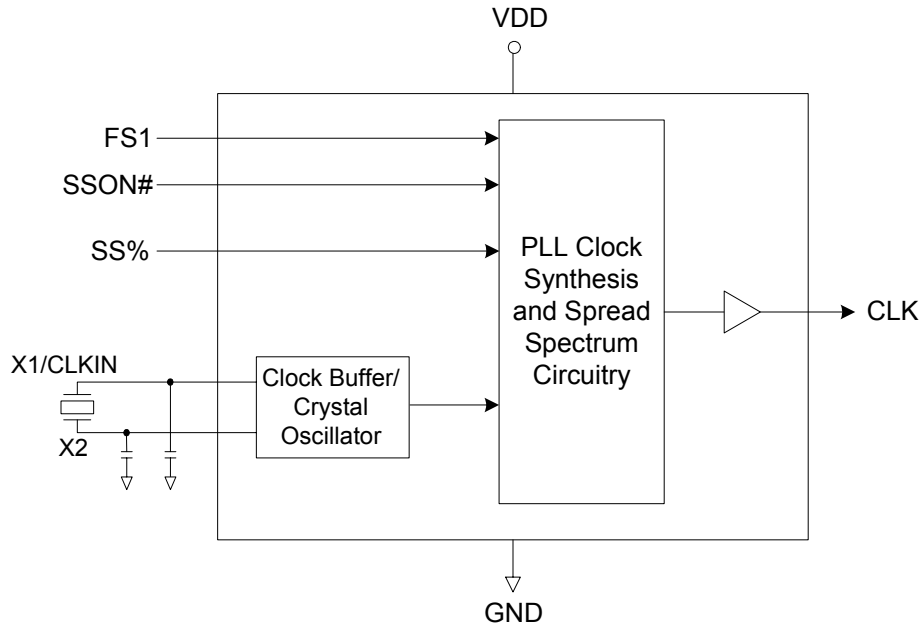 VDD
FS1
SSON#
SS%
PLL Clock
Synthesis
and Spread
Spectrum
Circuitry
CLK
X1/CLKIN
X2
Clock Buffer/
Crystal
Oscillator
GND